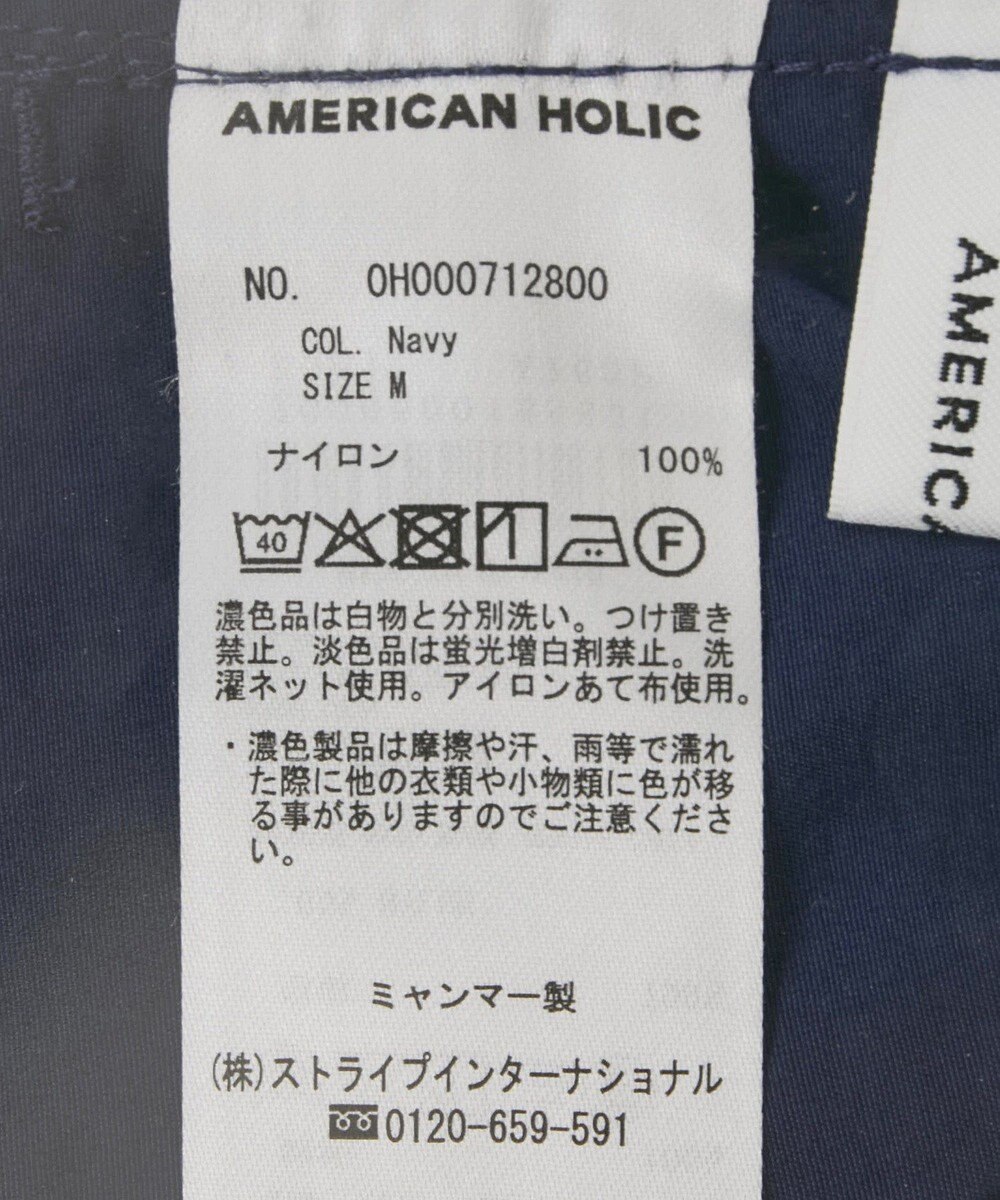 AMERICAN HOLIC
NO. 0H000712800
COL. Navy
SIZE M
ナイロン 100%
40 F
濃色品は白物と分別洗い。つけ置き
禁止。淡色品は蛍光増白剤禁止。洗
濯ネット使用。アイロンあて布使用。
・濃色製品は摩擦や汗、雨等で濡れ
た際に他の衣類や小物類に色が移
る事がありますのでご注意くださ
い。
ミャンマー製
(株)ストライプインターナショナル
0120-659-591
AMERICA